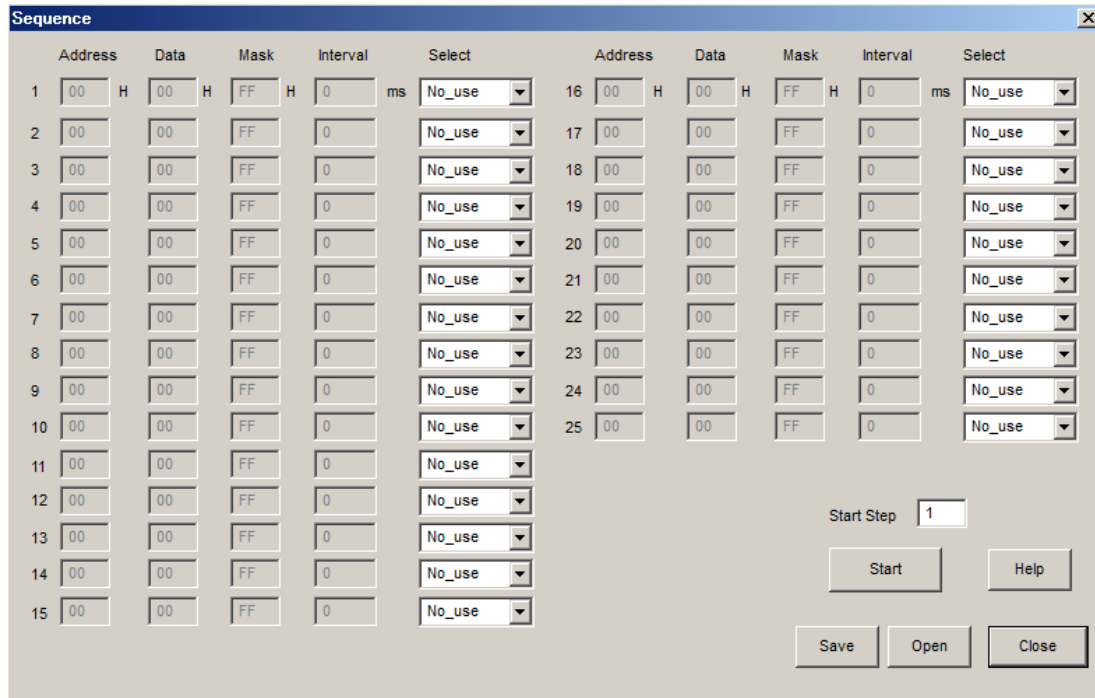 Sequence
Address Data Mask Interval Select Address Data Mask Interval Select
1 00 H 00 H FF H 0 ms No_use 16 00 H 00 H FF H 0 ms No_use
2 00 00 FF 0 No_use 17 00 00 FF 0 No_use
3 00 00 FF 0 No_use 18 00 00 FF 0 No_use
4 00 00 FF 0 No_use 19 00 00 FF 0 No_use
5 00 00 FF 0 No_use 20 00 00 FF 0 No_use
6 00 00 FF 0 No_use 21 00 00 FF 0 No_use
7 00 00 FF 0 No_use 22 00 00 FF 0 No_use
8 00 00 FF 0 No_use 23 00 00 FF 0 No_use
9 00 00 FF 0 No_use 24 00 00 FF 0 No_use
10 00 00 FF 0 No_use 25 00 00 FF 0 No_use
11 00 00 FF 0 No_use
12 00 00 FF 0 No_use
13 00 00 FF 0 No_use
14 00 00 FF 0 No_use
15 00 00 FF 0 No_use
Start Step 1
Start Help
Save Open Close